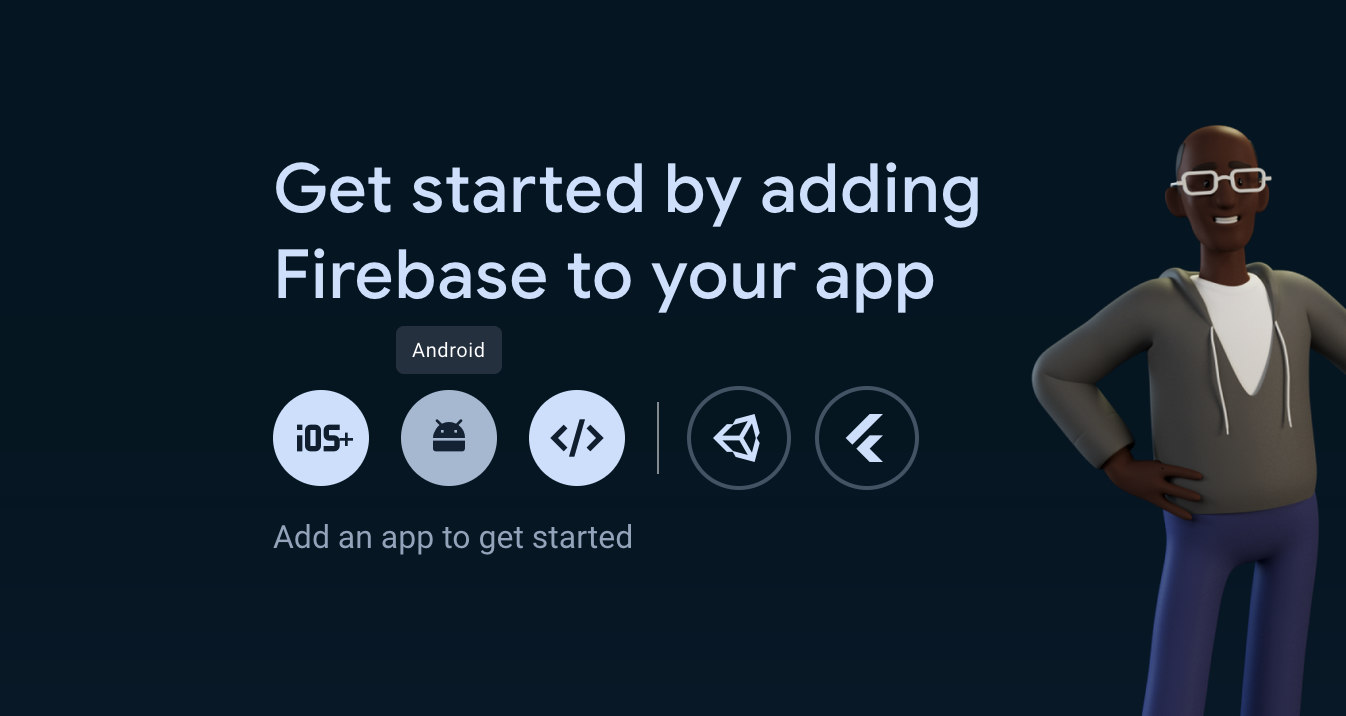 Get started by adding
Firebase to your app
Android
iOS+
</>
Add an app to get started